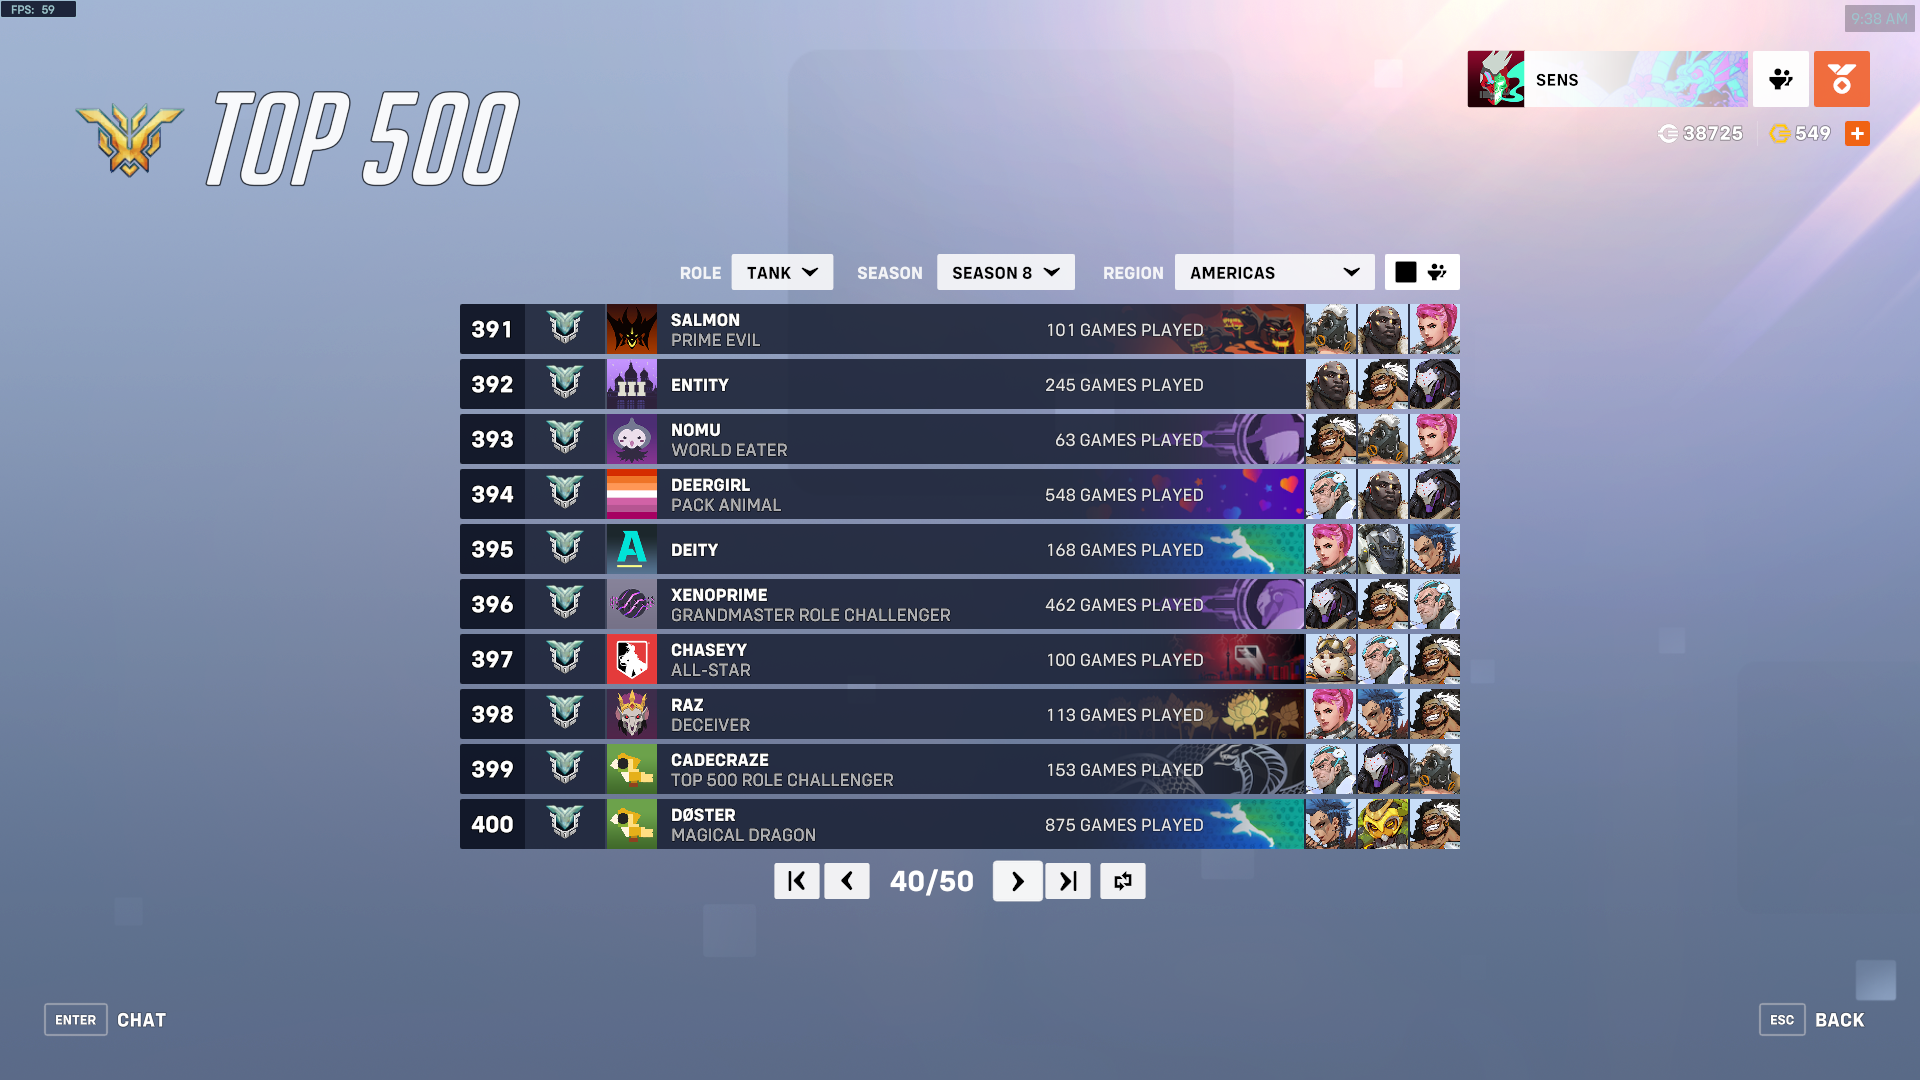 FPS: 59
9:38 AM
TOP 500
SENS
38725
549
ROLE TANK SEASON SEASON 8 REGION AMERICAS
391 SALMON 101 GAMES PLAYED
PRIME EVIL
392 ENTITY 245 GAMES PLAYED
393 NOMU 63 GAMES PLAYED
WORLD EATER
394 DEERGIRL 548 GAMES PLAYED
PACK ANIMAL
395 DEITY 168 GAMES PLAYED
396 XENOPRIME 462 GAMES PLAYED
GRANDMASTER ROLE CHALLENGER
397 CHASEYY 100 GAMES PLAYED
ALL-STAR
398 RAZ 113 GAMES PLAYED
DECEIVER
399 CADECRAZE 153 GAMES PLAYED
TOP 500 ROLE CHALLENGER
400 DØSTER 875 GAMES PLAYED
MAGICAL DRAGON
40/50
ENTER CHAT
ESC BACK